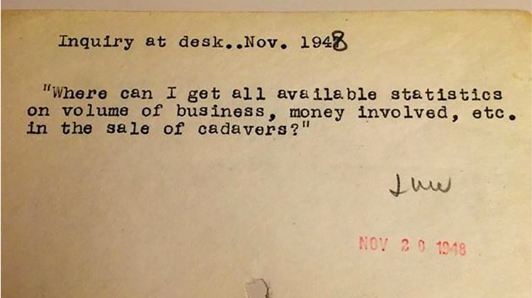 Inquiry at desk..Nov. 1948
"Where can I get all available statistics
on volume of business, money involved, etc.
in the sale of cadavers?"
NOV 20 1948